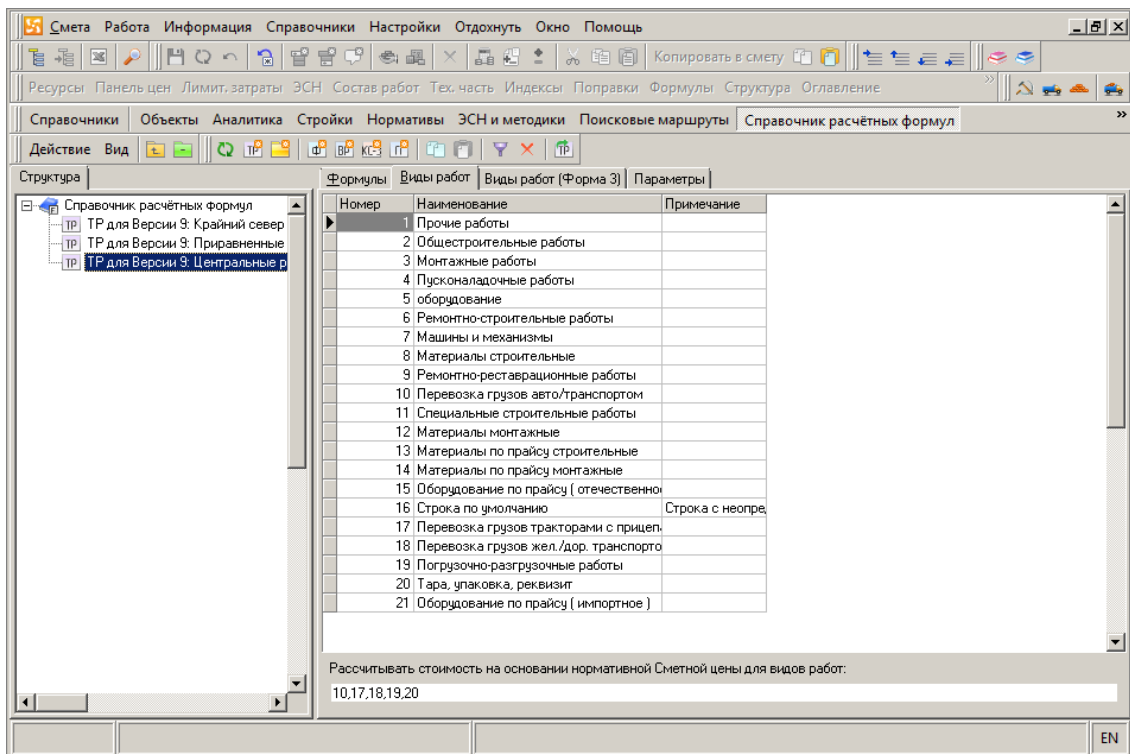 Смета Работа Информация Справочники Настройки Отдохнуть Окно Помощь
Копировать в смету
Ресурсы Панель цен Лимит. затраты ЭСН Состав работ Тех. часть Индексы Поправки Формулы Структура Оглавление
Справочники Объекты Аналитика Стройки Нормативы ЭСН и методики Поисковые маршруты Справочник расчётных формул
Действие Вид ТР Ф ВР КС-3 ГР ТР
Структура
Справочник расчётных формул
ТР ТР для Версии 9: Крайний север
ТР ТР для Версии 9: Приравненные
ТР ТР для Версии 9: Центральные р
Формулы Виды работ Виды работ (Форма 3) Параметры
Номер Наименование Примечание
1 Прочие работы
2 Общестроительные работы
3 Монтажные работы
4 Пусконаладочные работы
5 оборудование
6 Ремонтно-строительные работы
7 Машины и механизмы
8 Материалы строительные
9 Ремонтно-реставрационные работы
10 Перевозка грузов авто/транспортом
11 Специальные строительные работы
12 Материалы монтажные
13 Материалы по прайсу строительные
14 Материалы по прайсу монтажные
15 Оборудование по прайсу ( отечественно
16 Строка по умолчанию Строка с неопре
17 Перевозка грузов тракторами с прицеп
18 Перевозка грузов жел./дор. транспорто
19 Погрузочно-разгрузочные работы
20 Тара, упаковка, реквизит
21 Оборудование по прайсу ( импортное )
Рассчитывать стоимость на основании нормативной Сметной цены для видов работ:
10,17,18,19,20
EN